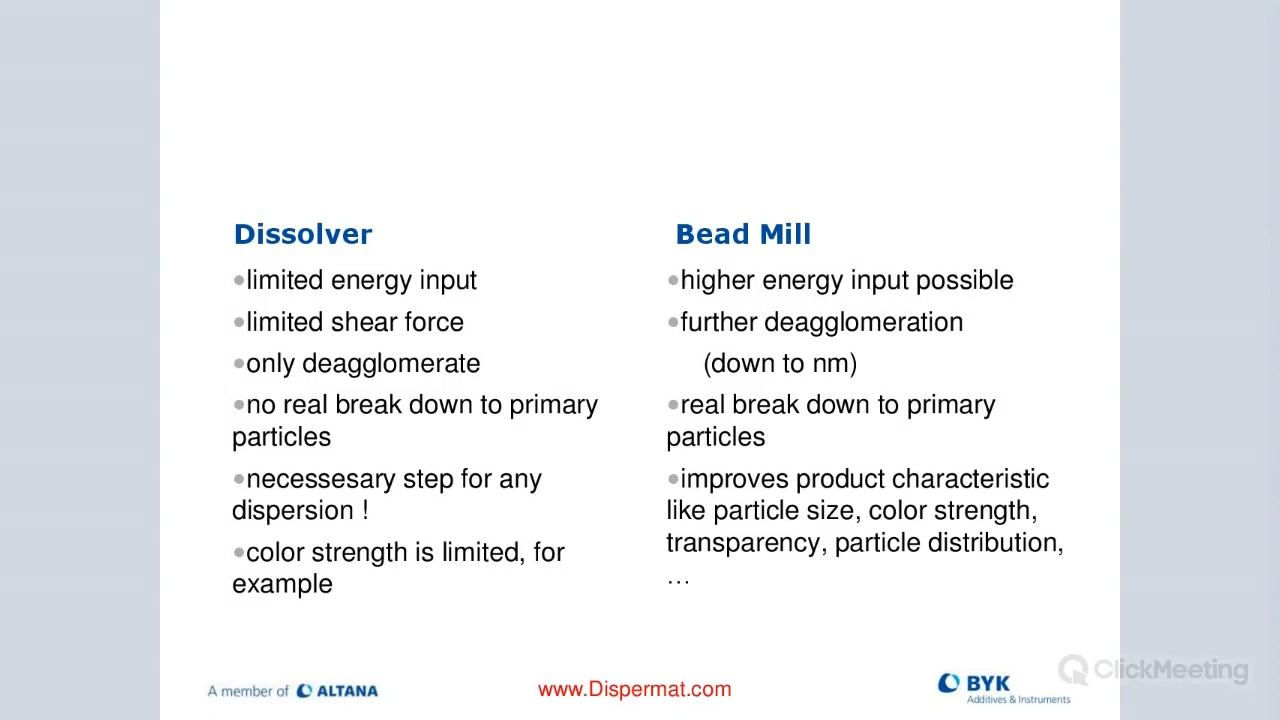 Dissolver
•limited energy input
•limited shear force
•only deagglomerate
•no real break down to primary
particles
•necessesary step for any
dispersion !
•color strength is limited, for
example
Bead Mill
•higher energy input possible
•further deagglomeration
(down to nm)
•real break down to primary
particles
•improves product characteristic
like particle size, color strength,
transparency, particle distribution,
…
A member of ALTANA
www.Dispermat.com
BYK
Additives & Instruments
ClickMeeting